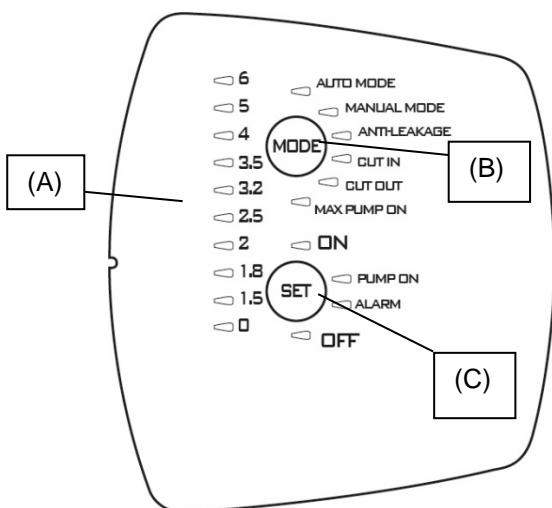 6
5
4
3.5
3.2
2.5
2
1.8
1.5
0
AUTO MODE
MANUAL MODE
ANTI-LEAKAGE
MODE
CUT IN
CUT OUT
MAX PUMP ON
ON
PUMP ON
SET
ALARM
OFF
(A)
(B)
(C)